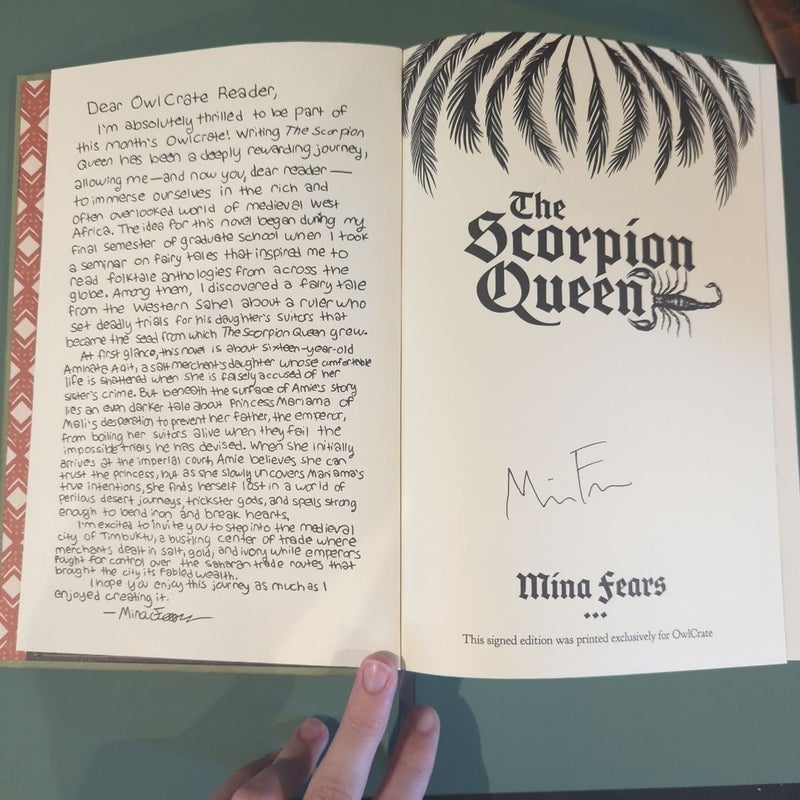 Dear OwlCrate Reader,
I'm absolutely thrilled to be part of
this month's Owlcrate! Writing The Scorpion
Queen has been a deeply rewarding journey,
allowing me—and now you, dear reader—
to immerse ourselves in the rich and
often overlooked world of medieval West
Africa. The idea for this novel began during my
final semester of graduate school when I took
a seminar on fairy tales that inspired me to
read folktale anthologies from across the
globe. Among them, I discovered a fairy tale
from the Western Sahel about a ruler who
set deadly trials for his daughter's suitors that
became the seed from which The Scorpion Queen grew.
At first glance, this novel is about sixteen-year-old
Aminata Aqit, a salt merchant's daughter whose comfortable
life is shattered when she is falsely accused of her
sister's crime. But beneath the surface of Amie's story
lies an even darker tale about Princess Mariama of
Mali's desperation to prevent her father, the emperor,
from boiling her suitors alive when they fail the
impossible trials he has devised. When she initially
arrives at the imperial court, Amie believes she can
trust the princess, but as she slowly uncovers Mariama's
true intentions, she finds herself lost in a world of
perilous desert journeys, trickster gods, and spells strong
enough to bend iron and break hearts.
I'm excited to invite you to step into the medieval
city of Timbuktu, a bustling center of trade where
merchants dealt in salt, gold, and ivory while emperors
fought for control over the saharan trade routes that
brought the city its fabled wealth.
I hope you enjoy this journey as much as I
enjoyed creating it.
— Mina Fears
The
Scorpion
Queen
Mina Fears
This signed edition was printed exclusively for OwlCrate